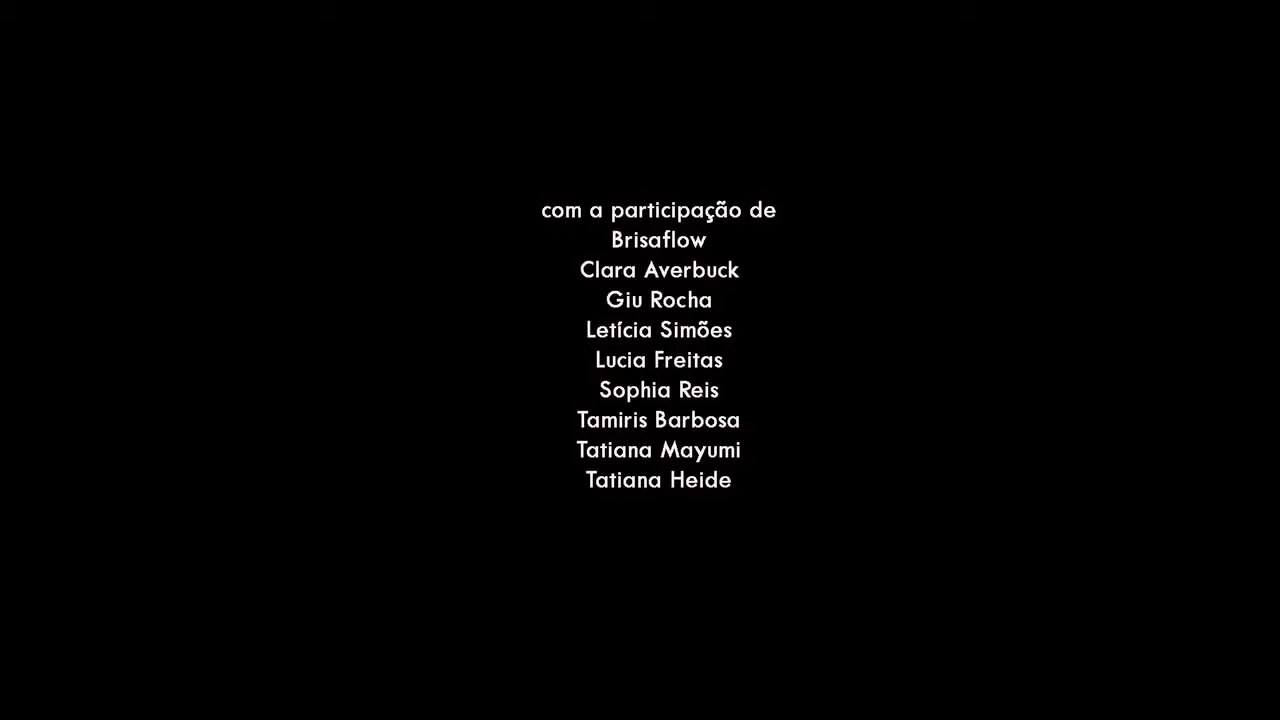 com a participação de
Brisaflow
Clara Averbuck
Giu Rocha
Letícia Simões
Lucia Freitas
Sophia Reis
Tamiris Barbosa
Tatiana Mayumi
Tatiana Heide